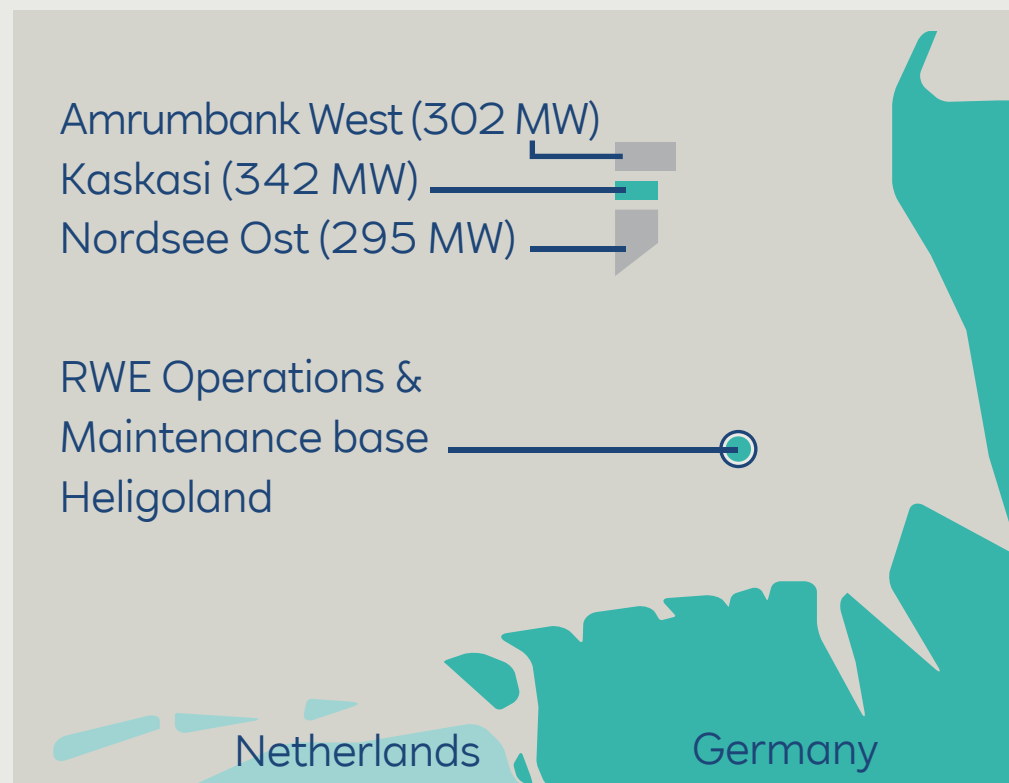 Amrumbank West (302 MW)
Kaskasi (342 MW)
Nordsee Ost (295 MW)
RWE Operations &
Maintenance base
Heligoland
Netherlands
Germany